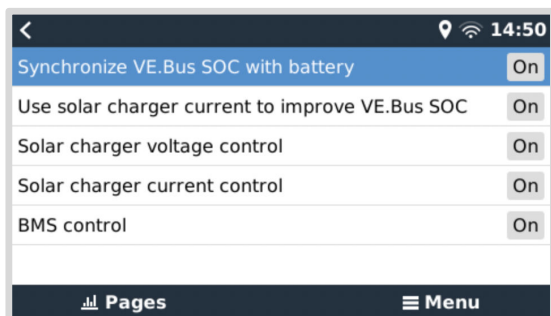 14:50
Synchronize VE.Bus SOC with battery On
Use solar charger current to improve VE.Bus SOC On
Solar charger voltage control On
Solar charger current control On
BMS control On
Pages Menu